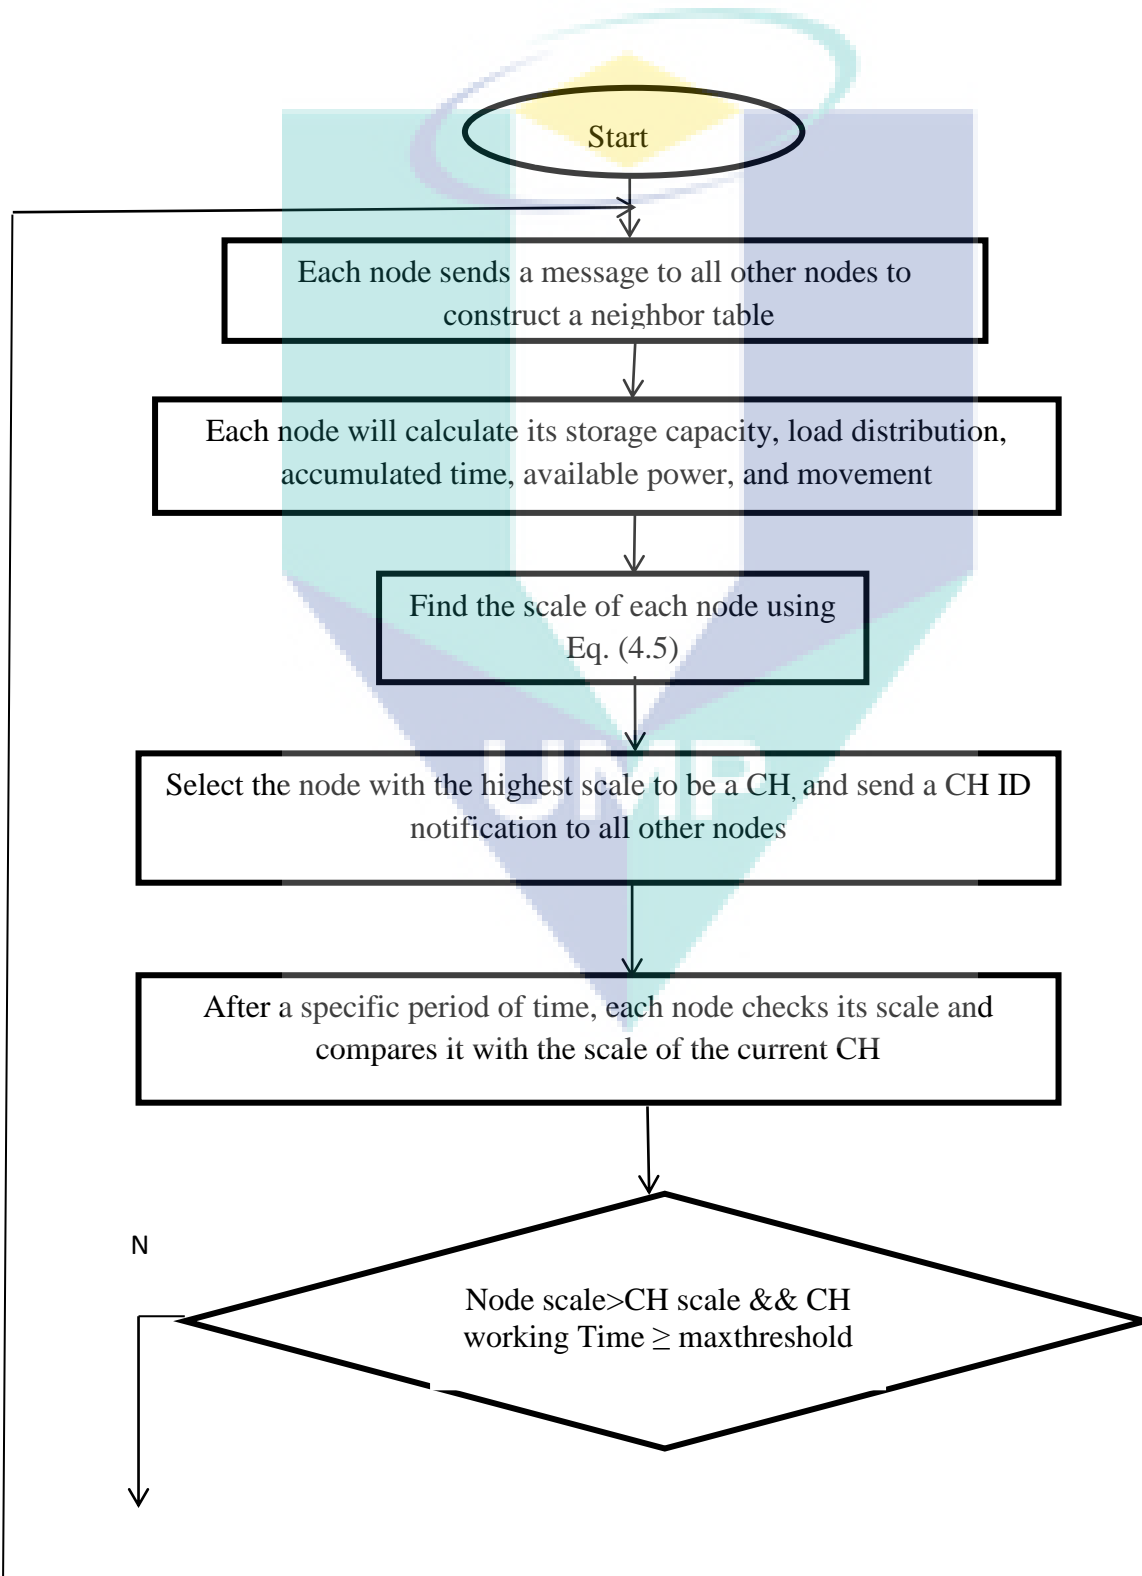 Start
Each node sends a message to all other nodes to
construct a neighbor table
Each node will calculate its storage capacity, load distribution,
accumulated time, available power, and movement
Find the scale of each node using
Eq. (4.5)
UMP
Select the node with the highest scale to be a CH, and send a CH ID
notification to all other nodes
After a specific period of time, each node checks its scale and
compares it with the scale of the current CH
N
Node scale>CH scale && CH
working Time ≥ maxthreshold